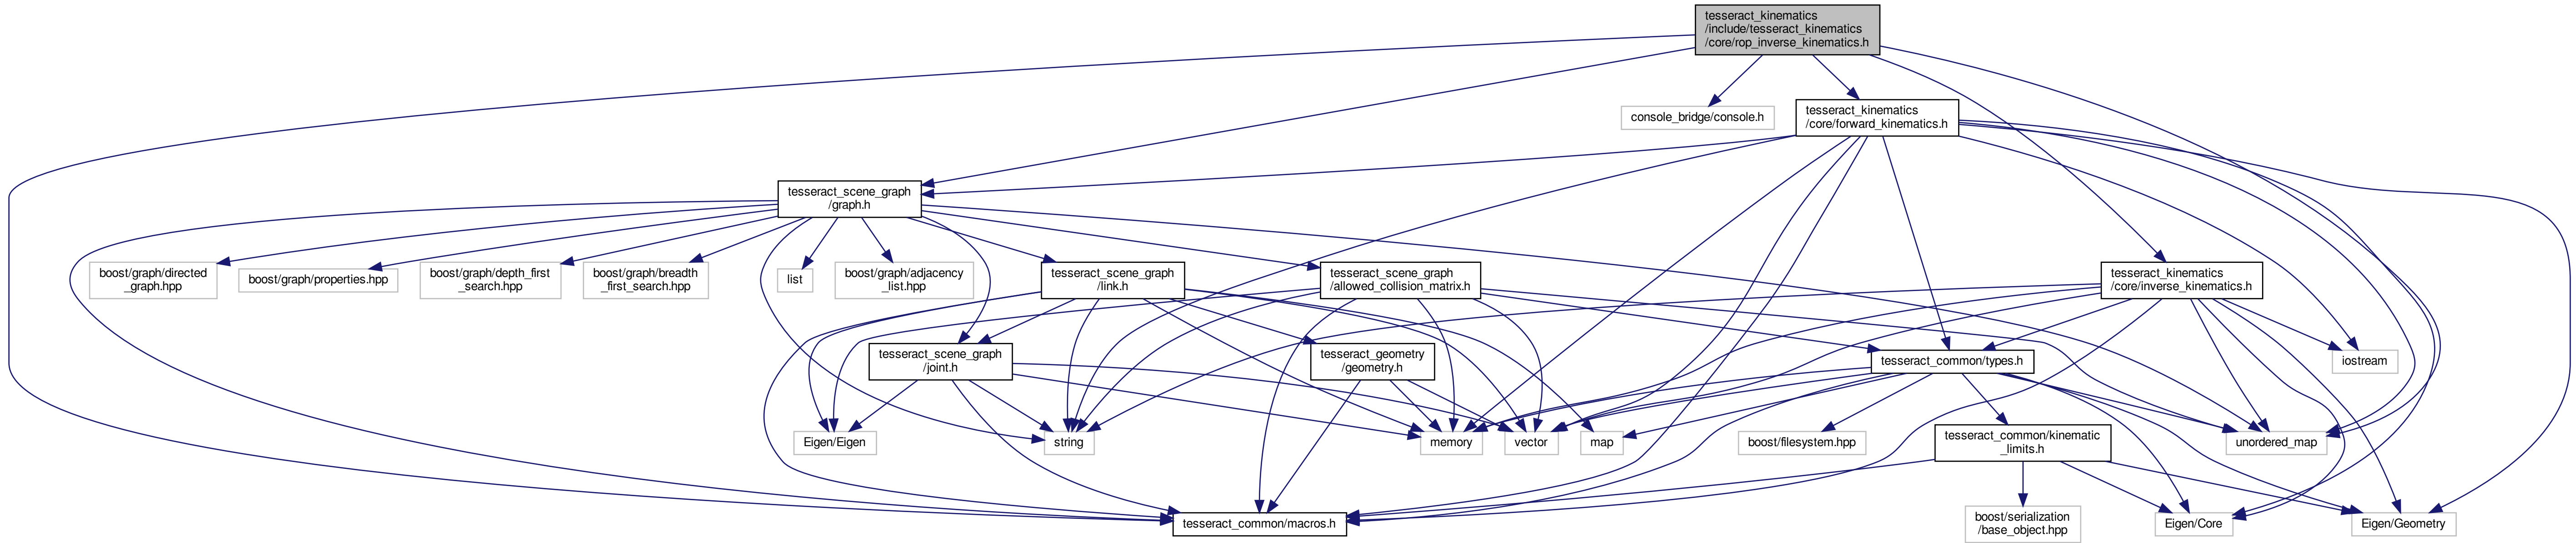 tesseract_kinematics
/include/tesseract_kinematics
/core/rop_inverse_kinematics.h
console_bridge/console.h
tesseract_kinematics
/core/forward_kinematics.h
tesseract_scene_graph
/graph.h
boost/graph/directed
_graph.hpp
boost/graph/properties.hpp
boost/graph/depth_first
_search.hpp
boost/graph/breadth
_first_search.hpp
list
boost/graph/adjacency
_list.hpp
tesseract_scene_graph
/link.h
tesseract_scene_graph
/allowed_collision_matrix.h
tesseract_kinematics
/core/inverse_kinematics.h
tesseract_scene_graph
/joint.h
tesseract_geometry
/geometry.h
tesseract_common/types.h
iostream
Eigen/Eigen
string
memory
vector
map
boost/filesystem.hpp
tesseract_common/kinematic
_limits.h
unordered_map
tesseract_common/macros.h
boost/serialization
/base_object.hpp
Eigen/Core
Eigen/Geometry